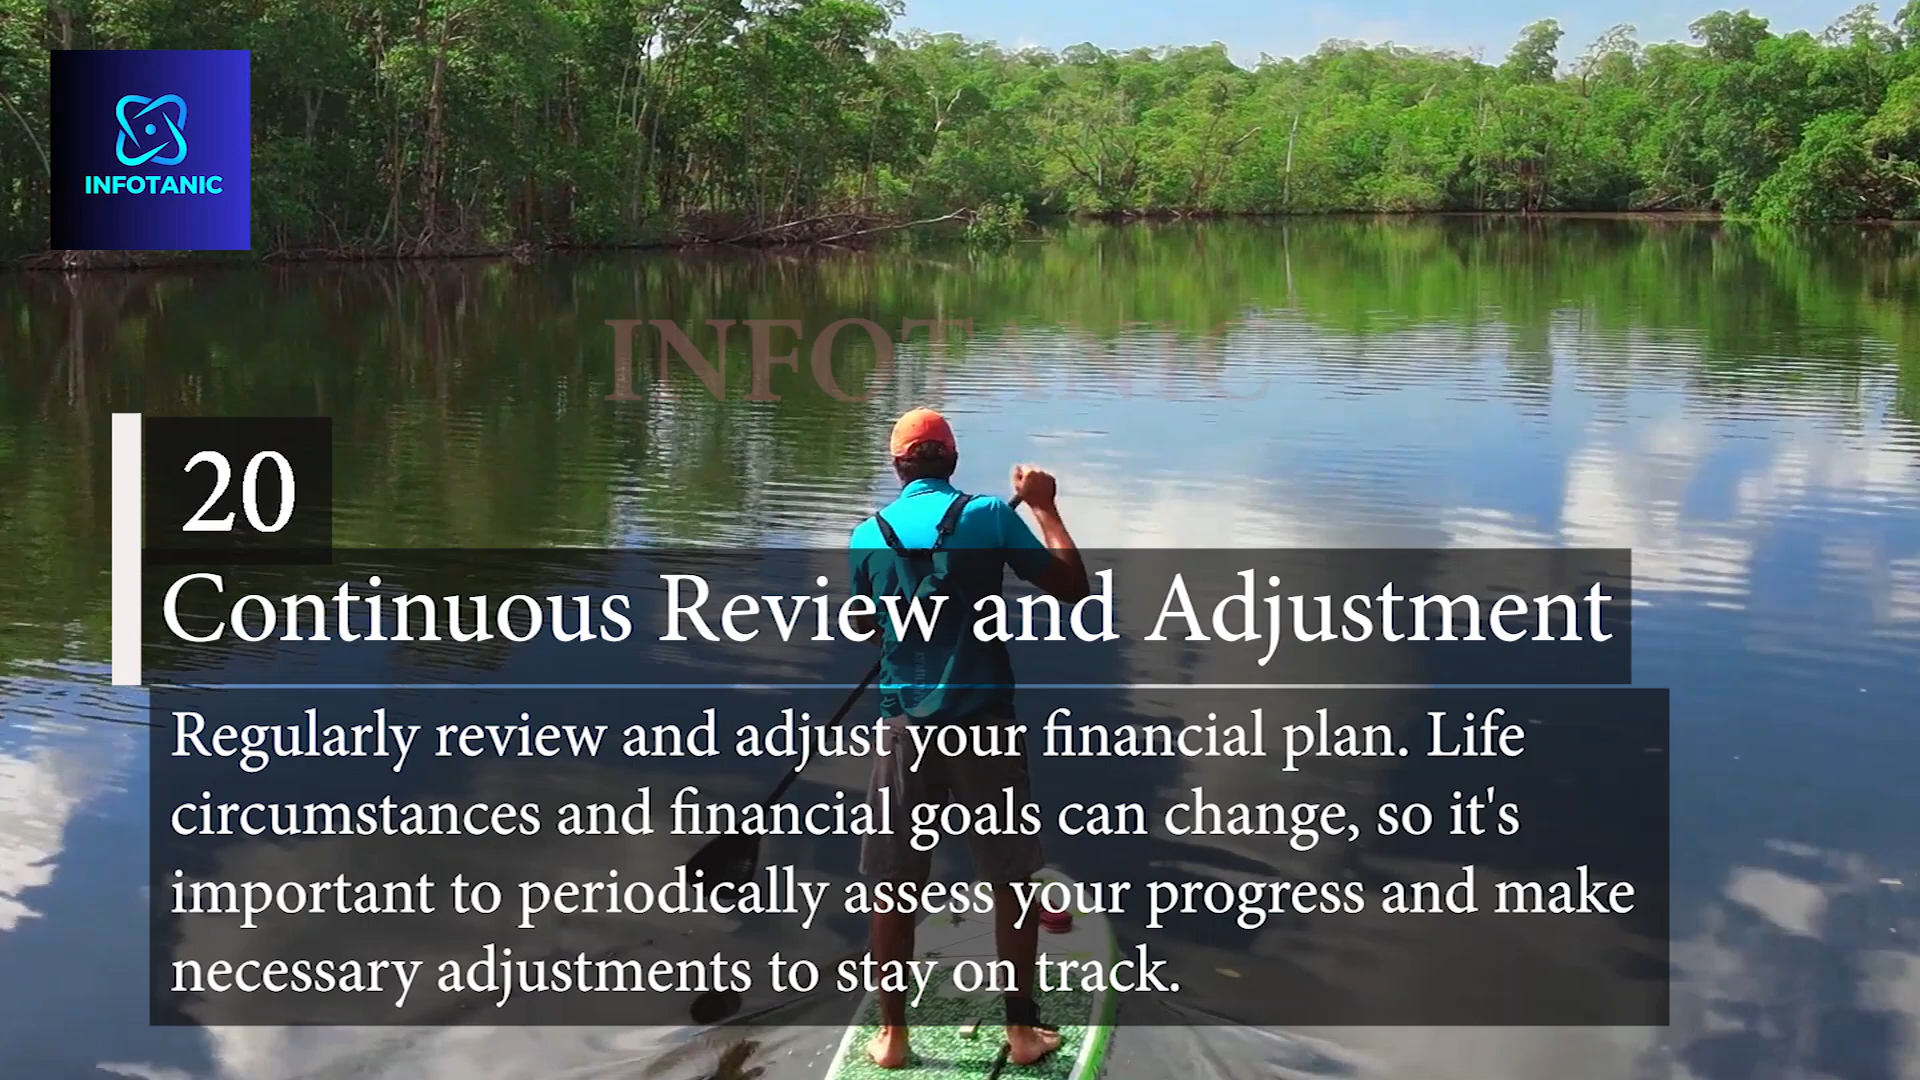 INFOTANIC
INFOTANIC
20
Continuous Review and Adjustment
Regularly review and adjust your financial plan. Life
circumstances and financial goals can change, so it's
important to periodically assess your progress and make
necessary adjustments to stay on track.